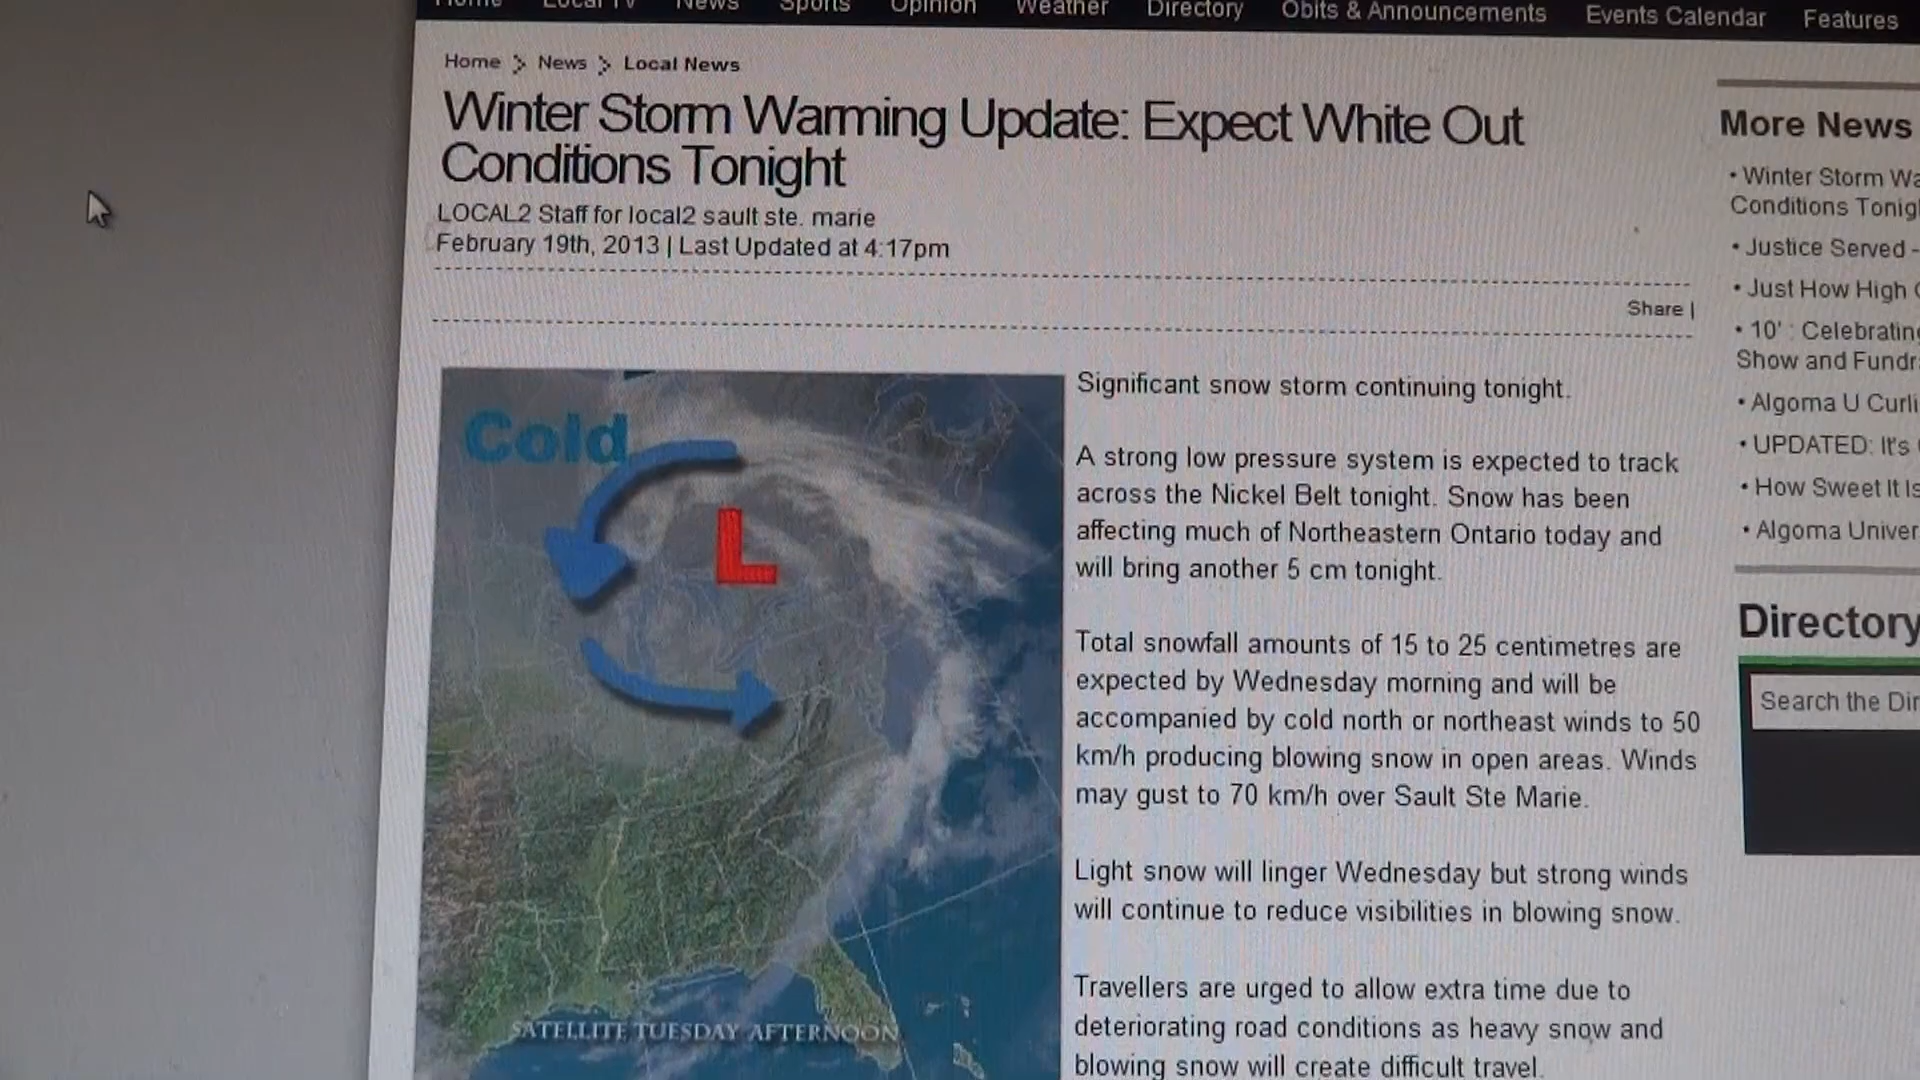 Home Local TV News Sports Opinion Weather Directory Obits & Announcements Events Calendar Features
Home > News > Local News
Winter Storm Warning Update: Expect White Out
Conditions Tonight
LOCAL2 Staff for local2 sault ste. marie
February 19th, 2013 | Last Updated at 4:17pm
Share |
Cold
L
SATELLITE TUESDAY AFTERNOON
Significant snow storm continuing tonight.
A strong low pressure system is expected to track
across the Nickel Belt tonight. Snow has been
affecting much of Northeastern Ontario today and
will bring another 5 cm tonight.
Total snowfall amounts of 15 to 25 centimetres are
expected by Wednesday morning and will be
accompanied by cold north or northeast winds to 50
km/h producing blowing snow in open areas. Winds
may gust to 70 km/h over Sault Ste Marie.
Light snow will linger Wednesday but strong winds
will continue to reduce visibilities in blowing snow.
Travellers are urged to allow extra time due to
deteriorating road conditions as heavy snow and
blowing snow will create difficult travel.
More News
• Winter Storm Wa
Conditions Tonig
• Justice Served -
• Just How High
• 10' : Celebratin
Show and Fundr
• Algoma U Curli
• UPDATED: It's
• How Sweet It Is
• Algoma Univer
Directory
Search the Dir